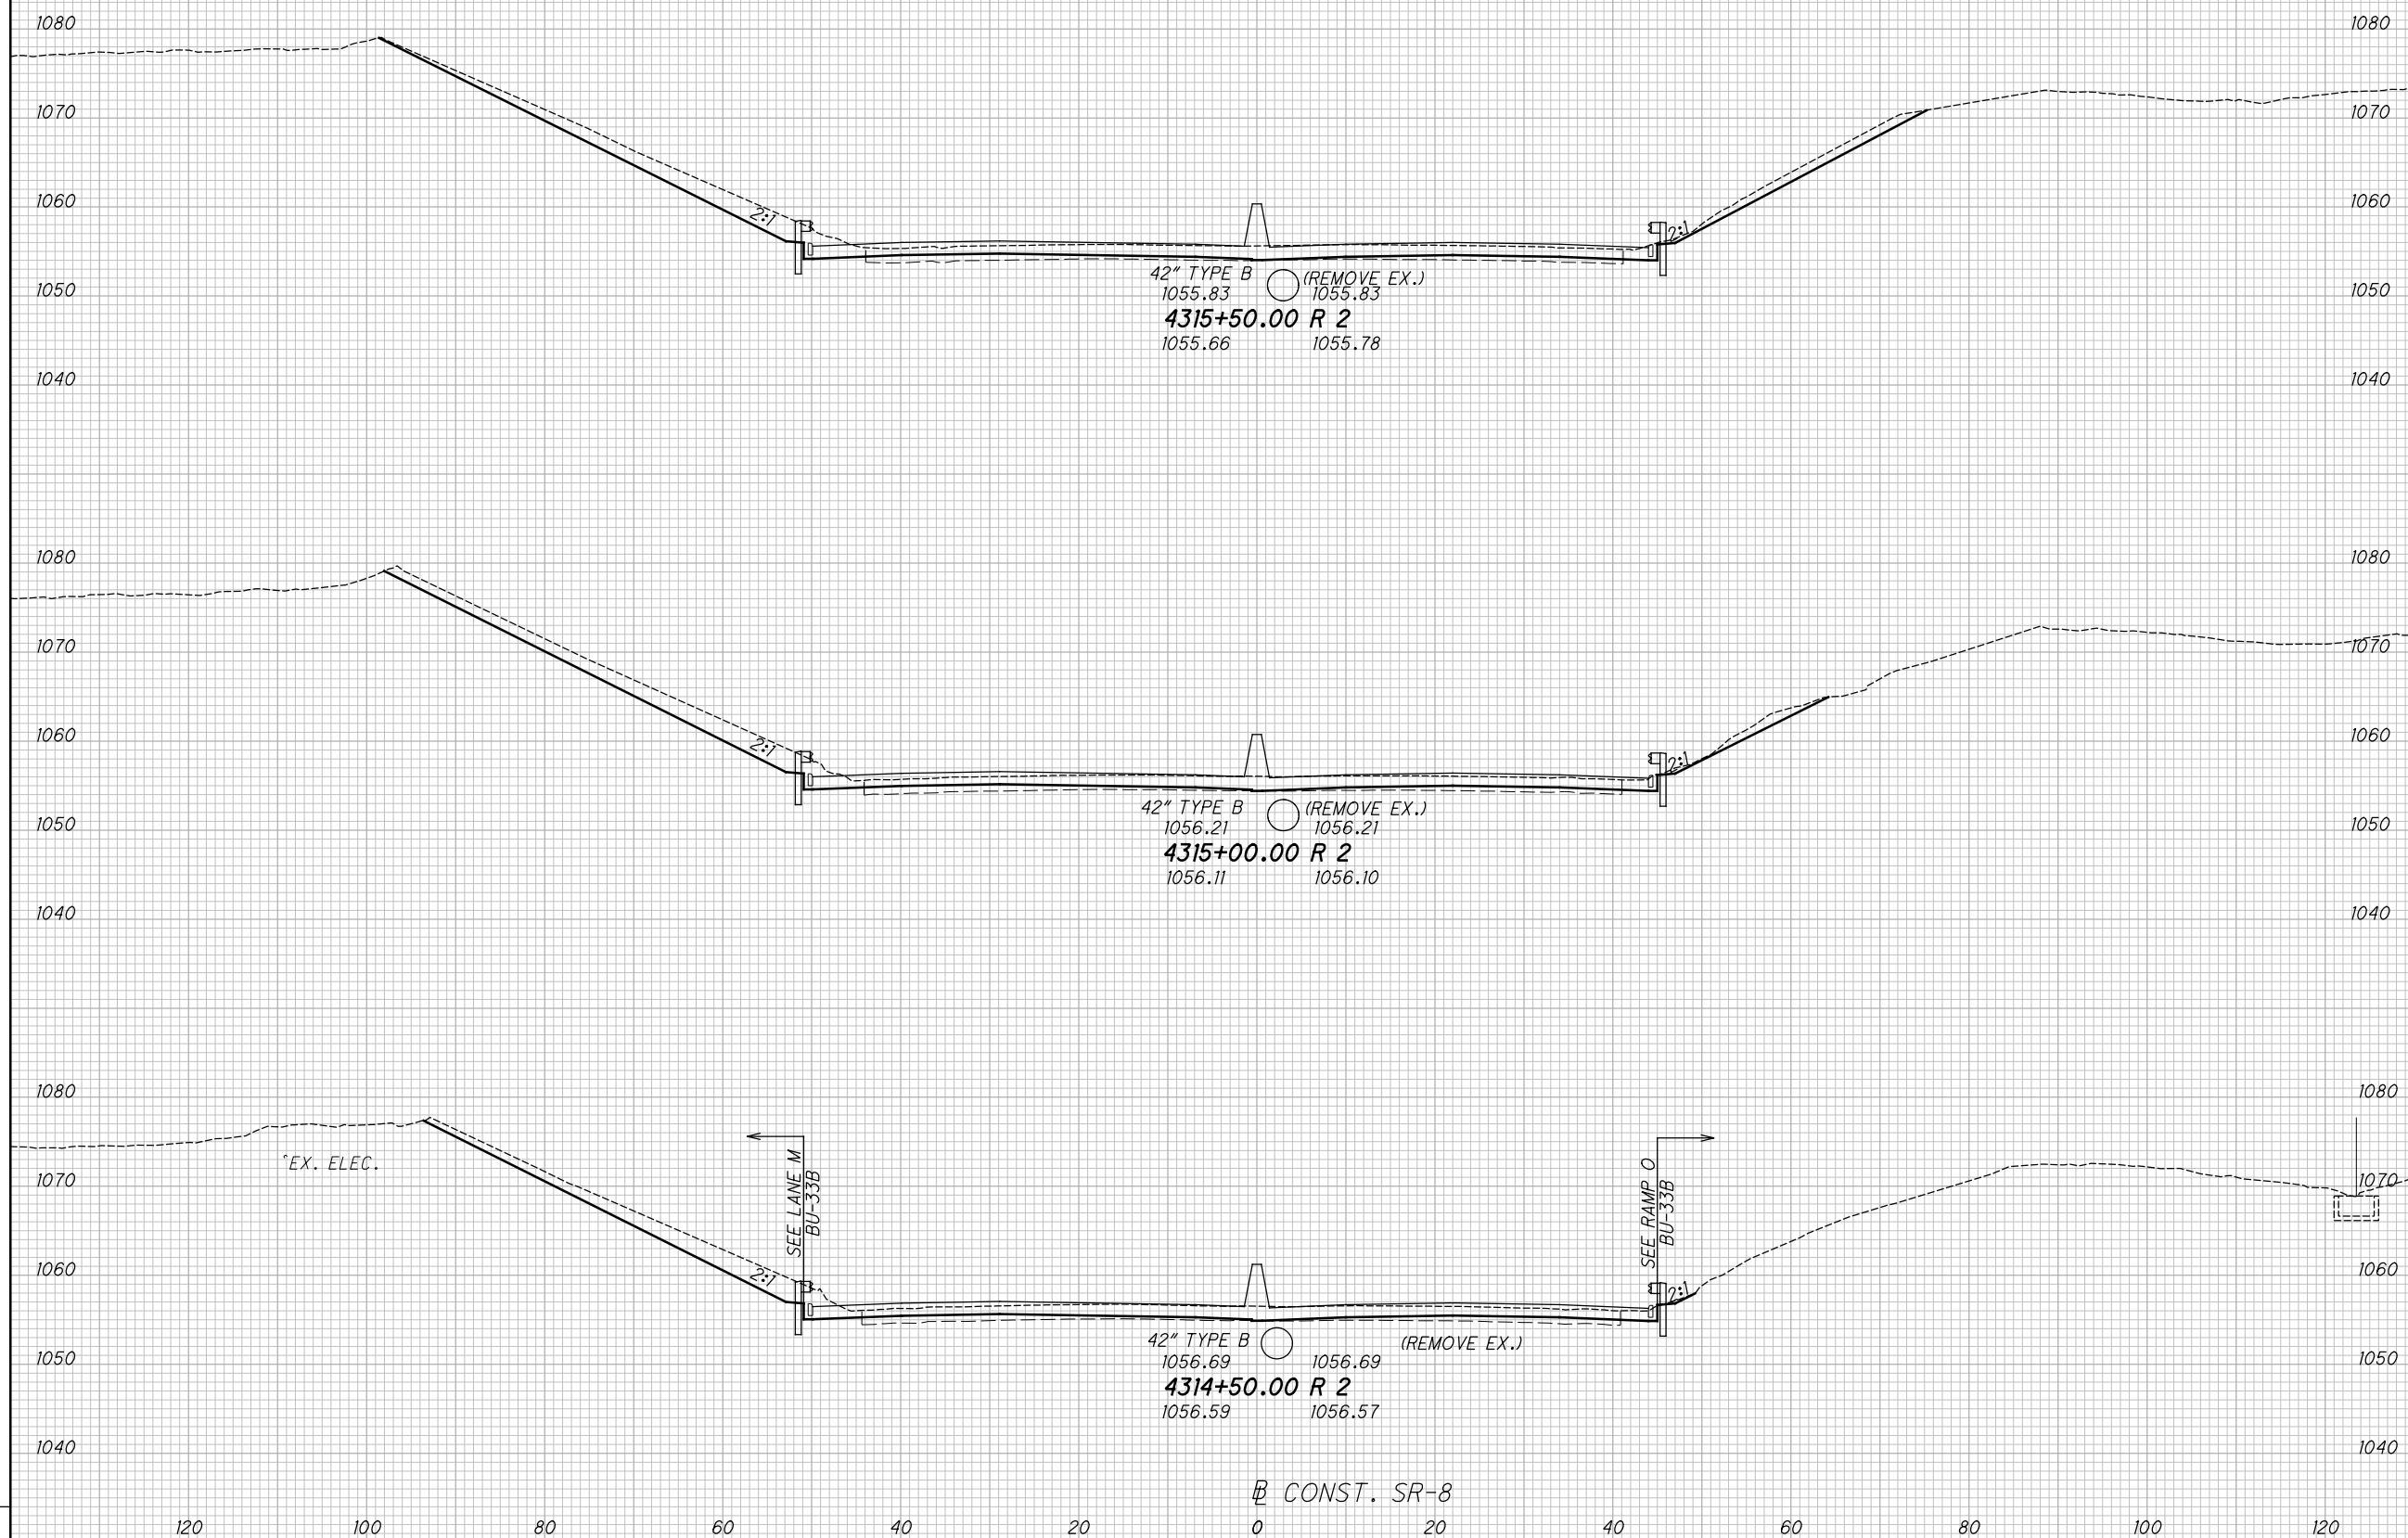 1080 1080
1070 1070
1060 1060
2:1 2:1
42" TYPE B (REMOVE EX.)
1055.83 1055.83
1050 1050
4315+50.00 R 2
1055.66 1055.78
1040 1040
1080 1080
1070 1070
1060 1060
2:1 2:1
42" TYPE B (REMOVE EX.)
1056.21 1056.21
1050 1050
4315+00.00 R 2
1056.11 1056.10
1040 1040
1080 1080
EX. ELEC.
SEE LANE M
BU-33B
SEE RAMP O
BU-33B
1070 1070
1060 1060
2:1 2:1
42" TYPE B (REMOVE EX.)
1056.69 1056.69
1050 1050
4314+50.00 R 2
1056.59 1056.57
1040 1040
℄ CONST. SR-8
120 100 80 60 40 20 0 20 40 60 80 100 120